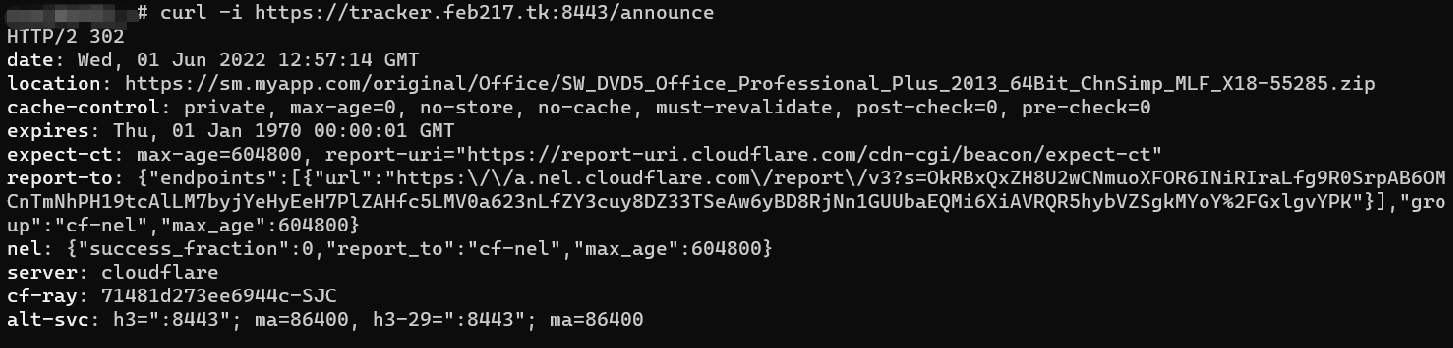 # curl -i https://tracker.feb217.tk:8443/announce
HTTP/2 302
date: Wed, 01 Jun 2022 12:57:14 GMT
location: https://sm.myapp.com/original/Office/SW_DVD5_Office_Professional_Plus_2013_64Bit_ChnSimp_MLF_X18-55285.zip
cache-control: private, max-age=0, no-store, no-cache, must-revalidate, post-check=0, pre-check=0
expires: Thu, 01 Jan 1970 00:00:01 GMT
expect-ct: max-age=604800, report-uri="https://report-uri.cloudflare.com/cdn-cgi/beacon/expect-ct"
report-to: {"endpoints":[{"url":"https:\/\/a.nel.cloudflare.com\/report\/v3?s=OkRBxQxZH8U2wCNmuoXFOR6INiRIraLfg9R0SrpAB6OM
CnTmNhPH19tcAlLM7byjYeHyEeH7PlZAHfc5LMV0a623nLfZY3cuy8DZ33TSeAw6yBD8RjNn1GUUbaEQMi6XiAVRQR5hybVZSgkMYoY%2FGxlgvYPK"}],"gro
up":"cf-nel","max_age":604800}
nel: {"success_fraction":0,"report_to":"cf-nel","max_age":604800}
server: cloudflare
cf-ray: 71481d273ee6944c-SJC
alt-svc: h3=":8443"; ma=86400, h3-29=":8443"; ma=86400